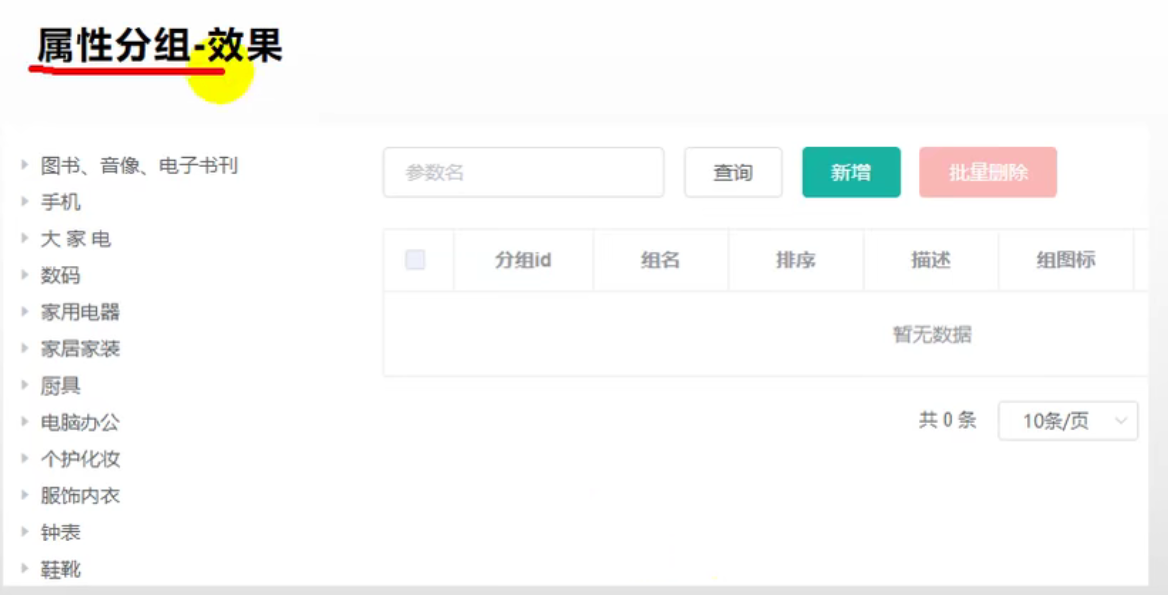 属性分组-效果
图书、音像、电子书刊
手机
大 家 电
数码
家用电器
家居家装
厨具
电脑办公
个护化妆
服饰内衣
钟表
鞋靴
参数名 查询 新增 批量删除
分组id 组名 排序 描述 组图标
暂无数据
共 0 条 10条/页